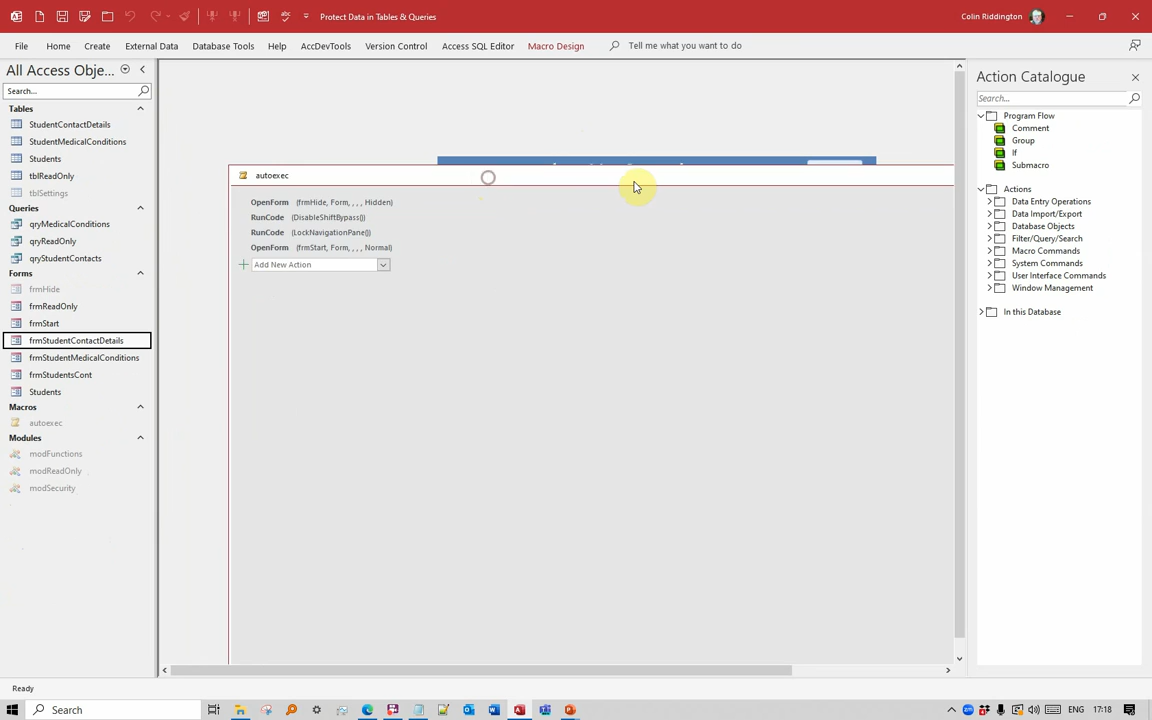 Protect Data in Tables & Queries
Colin Riddington
File
Home
Create
External Data
Database Tools
Help
AccDevTools
Version Control
Access SQL Editor
Macro Design
Tell me what you want to do
All Access Obje...
Search...
Tables
StudentContactDetails
StudentMedicalConditions
Students
tblReadOnly
tblSettings
Queries
qryMedicalConditions
qryReadOnly
qryStudentContacts
Forms
frmHide
frmReadOnly
frmStart
frmStudentContactDetails
frmStudentMedicalConditions
frmStudentsCont
Students
Macros
autoexec
Modules
modFunctions
modReadOnly
modSecurity
autoexec
OpenForm (frmHide, Form, , , , Hidden)
RunCode (DisableShiftBypass())
RunCode (LockNavigationPane())
OpenForm (frmStart, Form, , , , Normal)
Add New Action
Action Catalogue
Search...
Program Flow
Comment
Group
If
Submacro
Actions
Data Entry Operations
Data Import/Export
Database Objects
Filter/Query/Search
Macro Commands
System Commands
User Interface Commands
Window Management
In this Database
Ready
Search
ENG
17:18